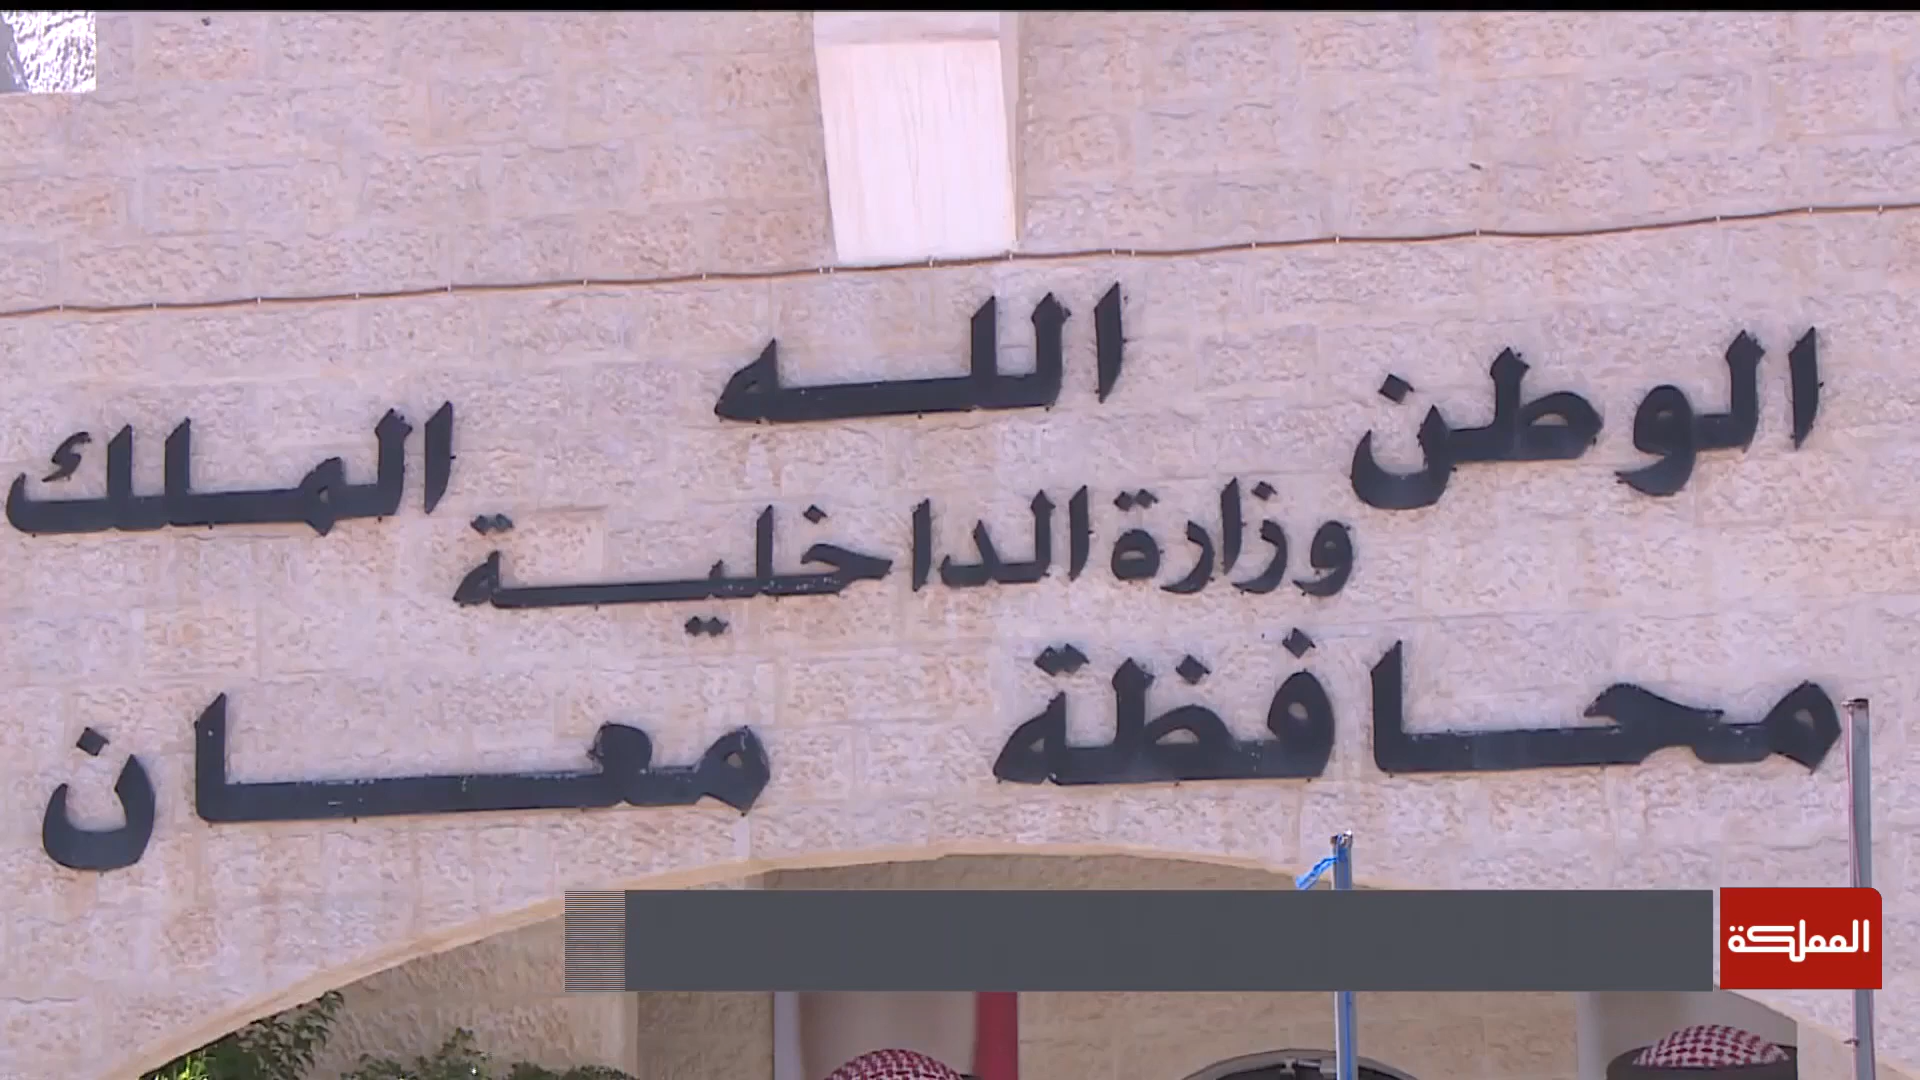 الوطن الله الملك
وزارة الداخلية
محافظة معان
المملكة